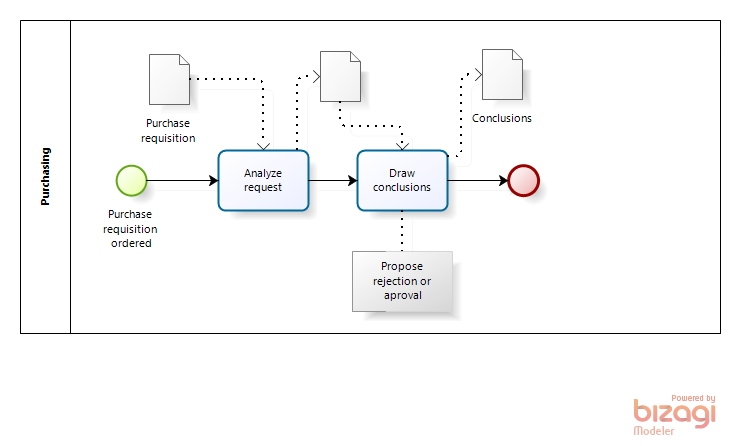 Purchasing
Purchase
requisition
Conclusions
Analyze
request
Draw
conclusions
Purchase
requisition
ordered
Propose
rejection or
aproval
Powered by
bizagi
Modeler